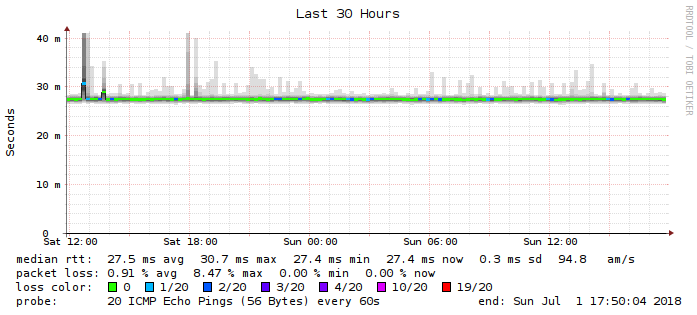 Last 30 Hours
RRDTOOL / TOBI OETIKER
Seconds
40 m
30 m
20 m
10 m
0
Sat 12:00 Sat 18:00 Sun 00:00 Sun 06:00 Sun 12:00
median rtt: 27.5 ms avg 30.7 ms max 27.4 ms min 27.4 ms now 0.3 ms sd 94.8 am/s
packet loss: 0.91 % avg 8.47 % max 0.00 % min 0.00 % now
loss color: 0 1/20 2/20 3/20 4/20 10/20 19/20
probe: 20 ICMP Echo Pings (56 Bytes) every 60s end: Sun Jul 1 17:50:04 2018